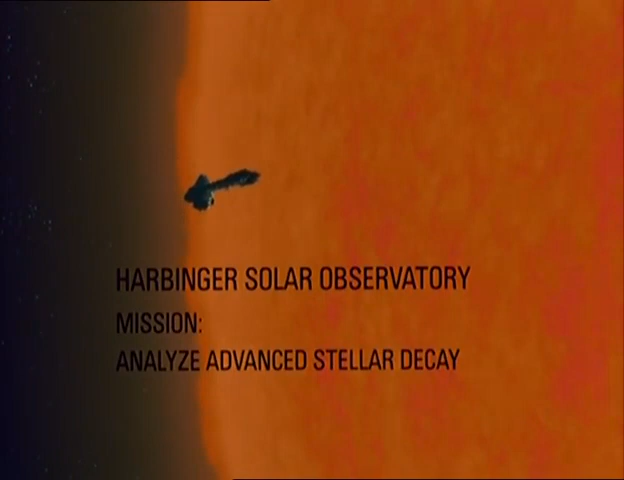 HARBINGER SOLAR OBSERVATORY
MISSION:
ANALYZE ADVANCED STELLAR DECAY